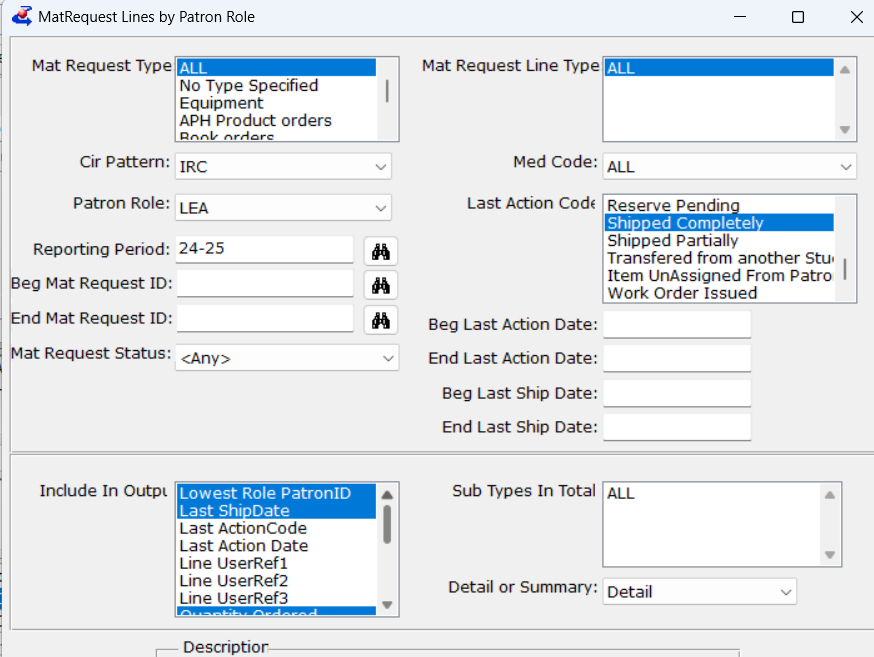 MatRequest Lines by Patron Role
Mat Request Type
ALL
No Type Specified
Equipment
APH Product orders
Book orders
Mat Request Line Type
ALL
Cir Pattern:
IRC
Med Code:
ALL
Patron Role:
LEA
Last Action Code
Reserve Pending
Shipped Completely
Shipped Partially
Transfered from another Stu
Item UnAssigned From Patro
Work Order Issued
Reporting Period:
24-25
Beg Mat Request ID:
End Mat Request ID:
Mat Request Status:
<Any>
Beg Last Action Date:
End Last Action Date:
Beg Last Ship Date:
End Last Ship Date:
Include In Outpu
Lowest Role PatronID
Last ShipDate
Last ActionCode
Last Action Date
Line UserRef1
Line UserRef2
Line UserRef3
Quantity Ordered
Sub Types In Total
ALL
Detail or Summary:
Detail
Description